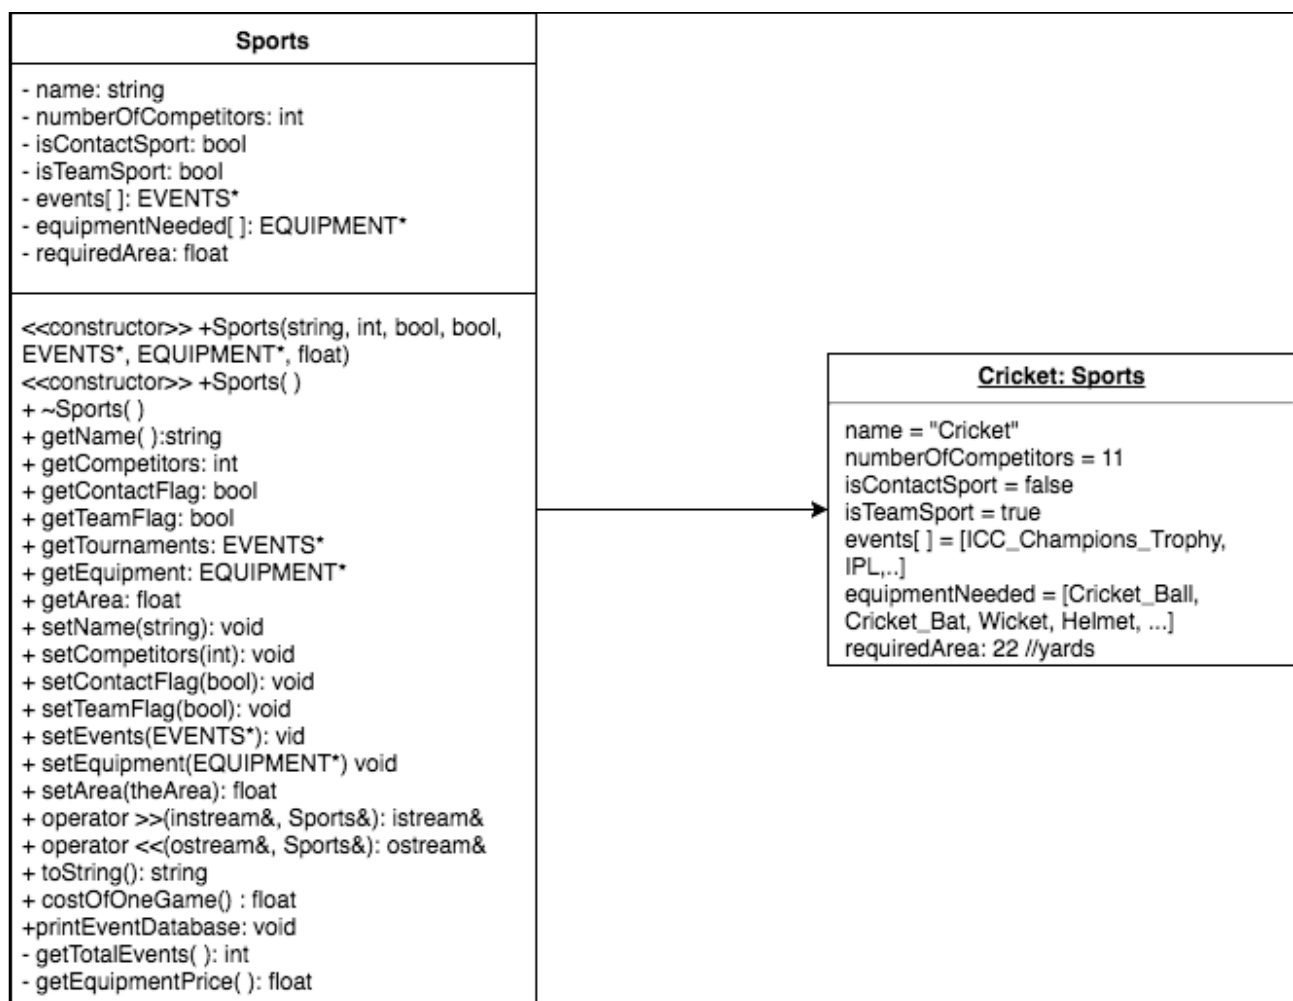 Sports
- name: string
- numberOfCompetitors: int
- isContactSport: bool
- isTeamSport: bool
- events[ ]: EVENTS*
- equipmentNeeded[ ]: EQUIPMENT*
- requiredArea: float
<<constructor>> +Sports(string, int, bool, bool,
EVENTS*, EQUIPMENT*, float)
<<constructor>> +Sports( )
+ ~Sports( )
+ getName( ):string
+ getCompetitors: int
+ getContactFlag: bool
+ getTeamFlag: bool
+ getTournaments: EVENTS*
+ getEquipment: EQUIPMENT*
+ getArea: float
+ setName(string): void
+ setCompetitors(int): void
+ setContactFlag(bool): void
+ setTeamFlag(bool): void
+ setEvents(EVENTS*): vid
+ setEquipment(EQUIPMENT*) void
+ setArea(theArea): float
+ operator >>(instream&, Sports&): istream&
+ operator <<(ostream&, Sports&): ostream&
+ toString(): string
+ costOfOneGame() : float
+printEventDatabase: void
- getTotalEvents( ): int
- getEquipmentPrice( ): float
Cricket: Sports
name = "Cricket"
numberOfCompetitors = 11
isContactSport = false
isTeamSport = true
events[ ] = [ICC_Champions_Trophy,
IPL,..]
equipmentNeeded = [Cricket_Ball,
Cricket_Bat, Wicket, Helmet, ...]
requiredArea: 22 //yards